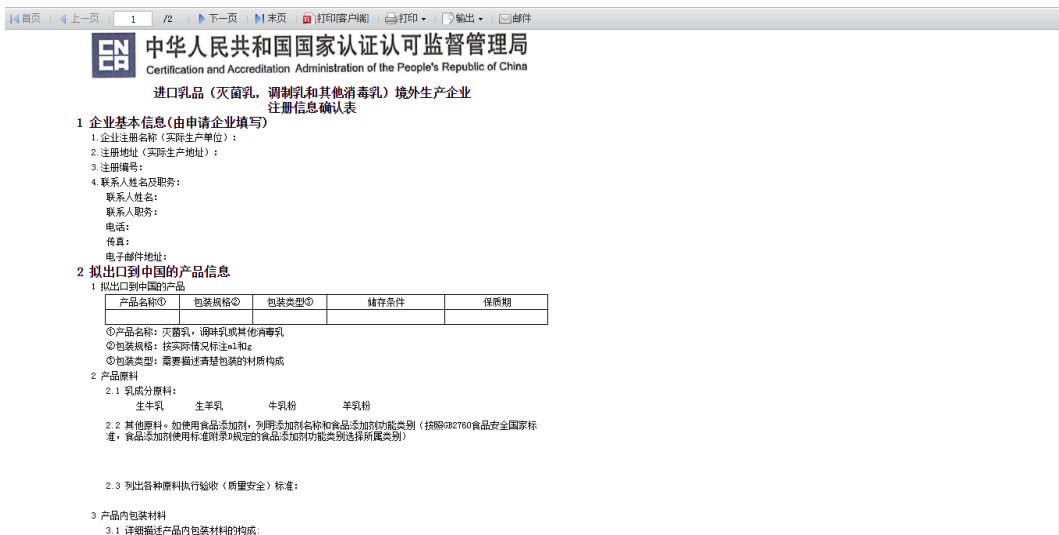 首页 上一页 1 /2 下一页 末页 打印[客户端] 打印 输出 邮件
CNCA 中华人民共和国国家认证认可监督管理局
Certification and Accreditation Administration of the People's Republic of China
进口乳品（灭菌乳，调制乳和其他消毒乳）境外生产企业
注册信息确认表
1 企业基本信息(由申请企业填写)
1.企业注册名称（实际生产单位）：
2.注册地址（实际生产地址）：
3.注册编号：
4.联系人姓名及职务：
联系人姓名：
联系人职务：
电话：
传真：
电子邮件地址：
2 拟出口到中国的产品信息
1 拟出口到中国的产品
产品名称① 包装规格② 包装类型③ 储存条件 保质期
①产品名称：灭菌乳，调味乳或其他消毒乳
②包装规格：按实际情况标注ml和g
③包装类型：需要描述清楚包装的材质构成
2 产品原料
2.1 乳成分原料：
生牛乳 生羊乳 牛乳粉 羊乳粉
2.2 其他原料。如使用食品添加剂，列明添加剂名称和食品添加剂功能类别（按照GB2760食品安全国家标
准，食品添加剂使用标准附录D规定的食品添加剂功能类别选择所属类别）
2.3 列出各种原料执行验收（质量安全）标准：
3 产品内包装材料
3.1 详细描述产品内包装材料的构成：